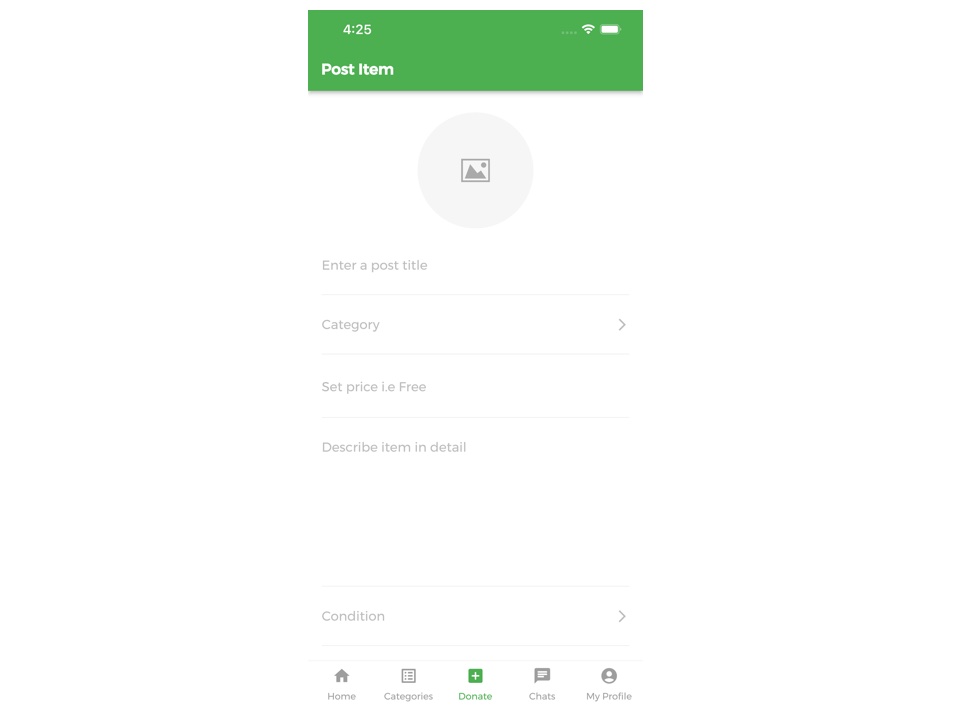 4:25
Post Item
Enter a post title
Category
Set price i.e Free
Describe item in detail
Condition
Home Categories Donate Chats My Profile